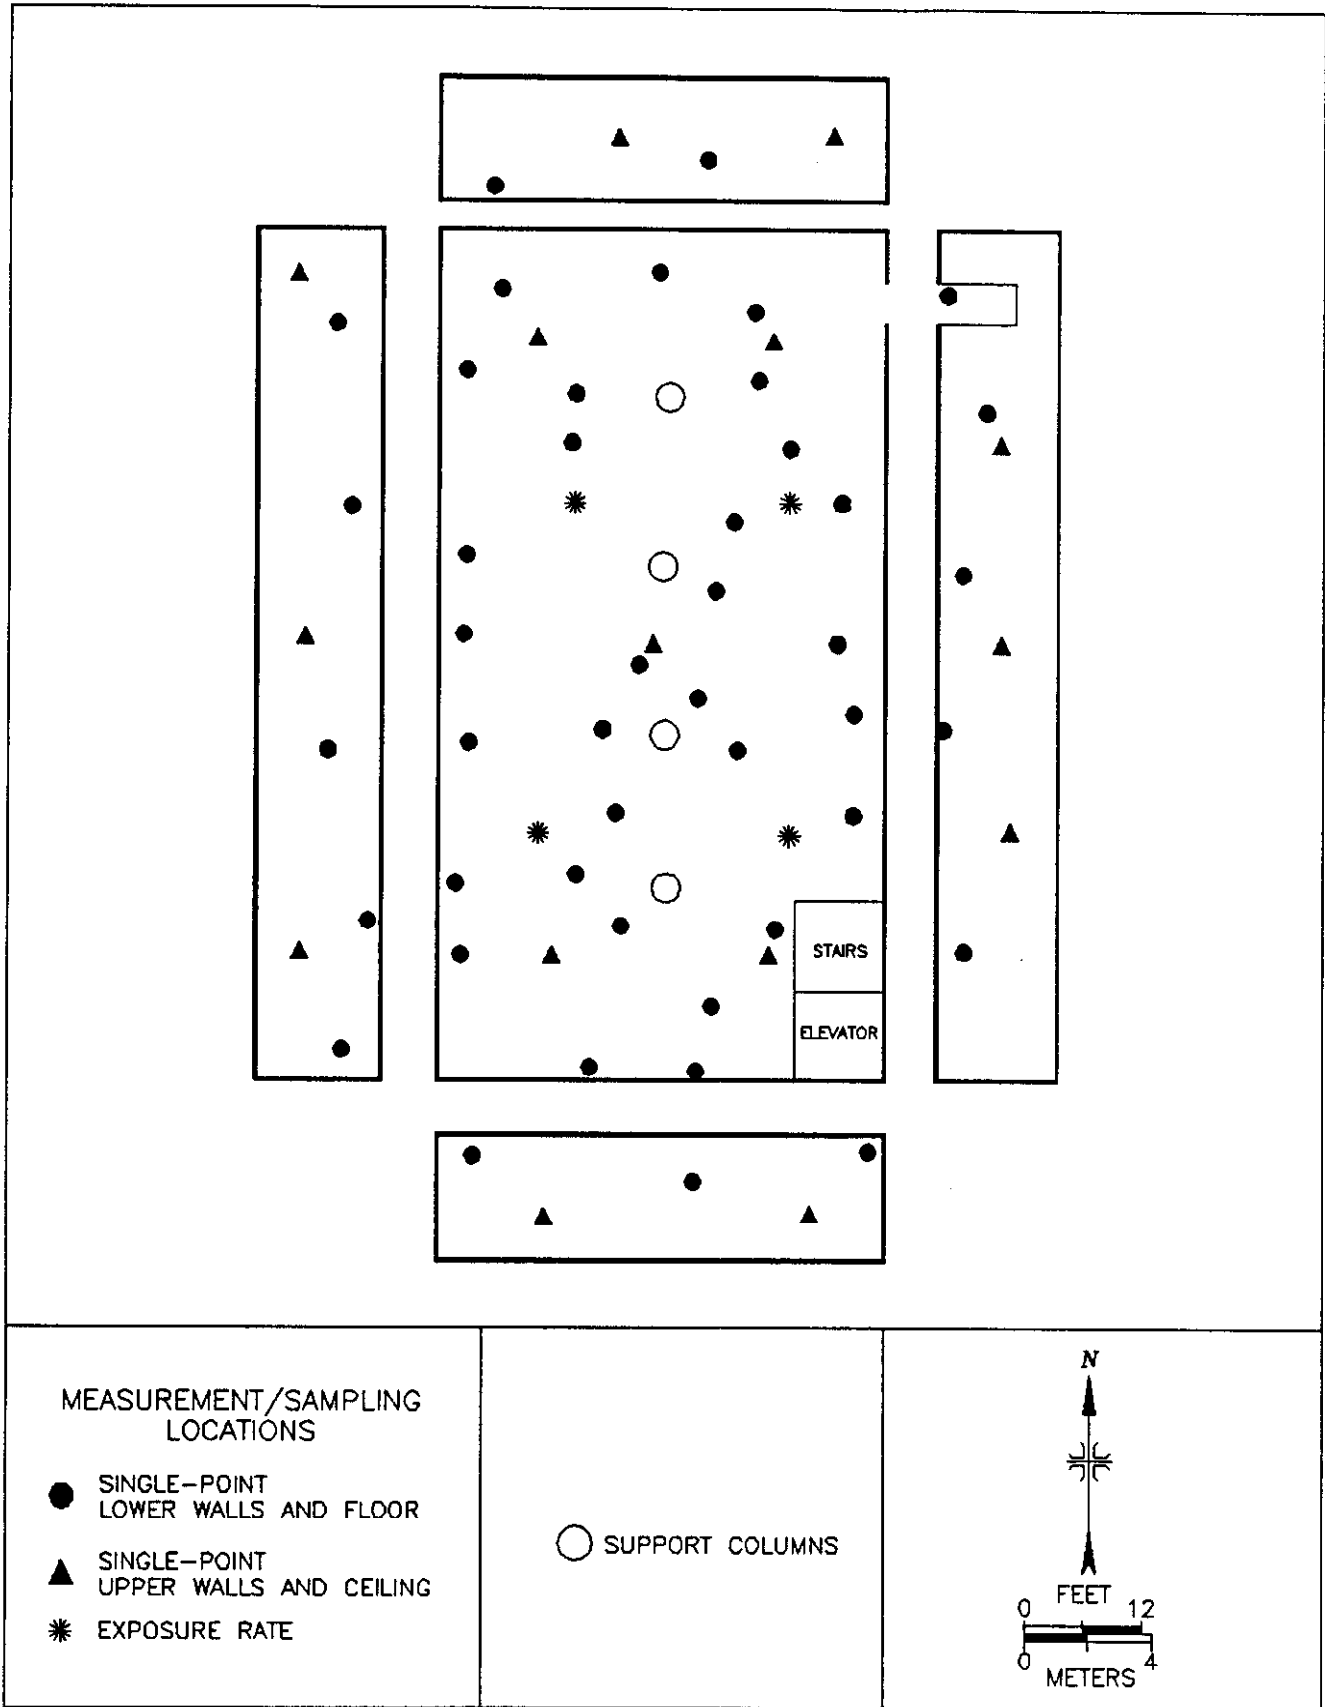 STAIRS
ELEVATOR
MEASUREMENT/SAMPLING
LOCATIONS
SINGLE-POINT
LOWER WALLS AND FLOOR
SINGLE-POINT
UPPER WALLS AND CEILING
EXPOSURE RATE
SUPPORT COLUMNS
N
FEET
0 12
0 4
METERS